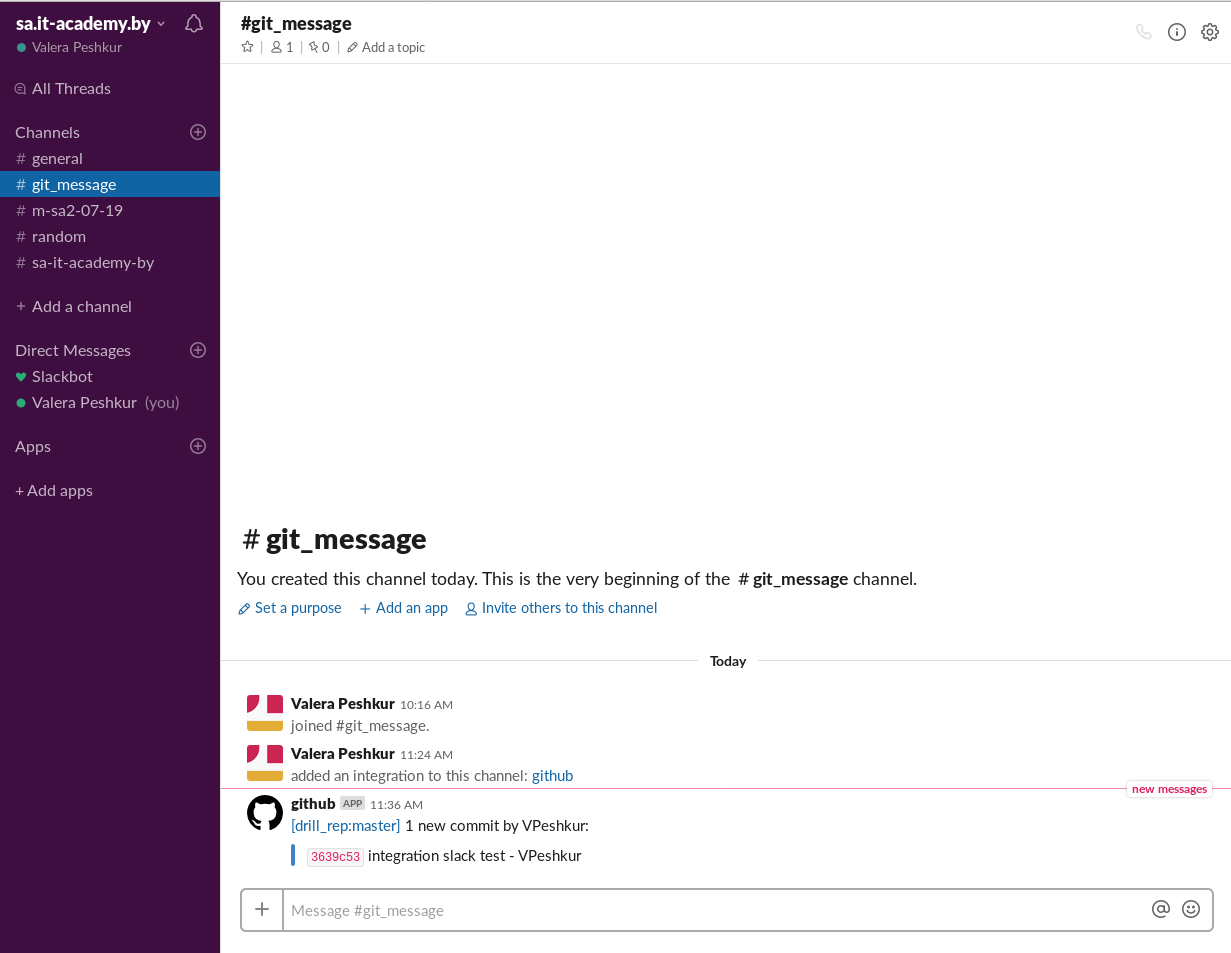 sa.it-academy.by
Valera Peshkur
All Threads
Channels
# general
# git_message
# m-sa2-07-19
# random
# sa-it-academy-by
+ Add a channel
Direct Messages
Slackbot
Valera Peshkur (you)
Apps
+ Add apps
#git_message
1 | 0 | Add a topic
# git_message
You created this channel today. This is the very beginning of the # git_message channel.
Set a purpose + Add an app Invite others to this channel
Today
Valera Peshkur 10:16 AM
joined #git_message.
Valera Peshkur 11:24 AM
added an integration to this channel: github
new messages
github APP 11:36 AM
[drill_rep:master] 1 new commit by VPeshkur:
3639c53 integration slack test - VPeshkur
+ Message #git_message @